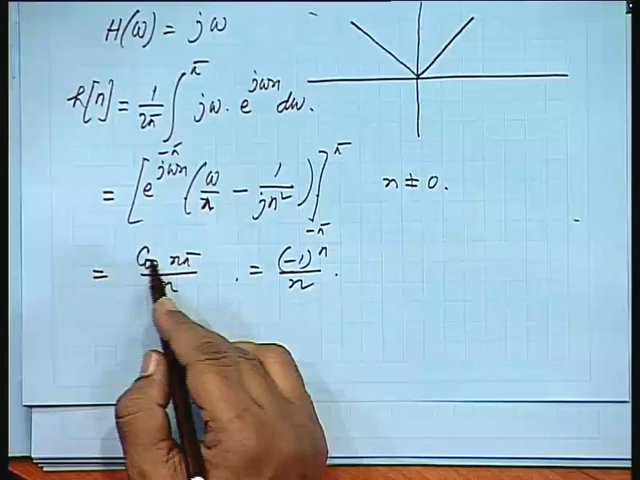 H(ω) = jω
h[n] = 1/2π ∫_{-π}^{π} jω · e^{jωn} dω.
= [e^{jωn} (ω/n − 1/jn²)]_{-π}^{π} n ≠ 0.
= Cos nπ/n . = (-1)^n/n .